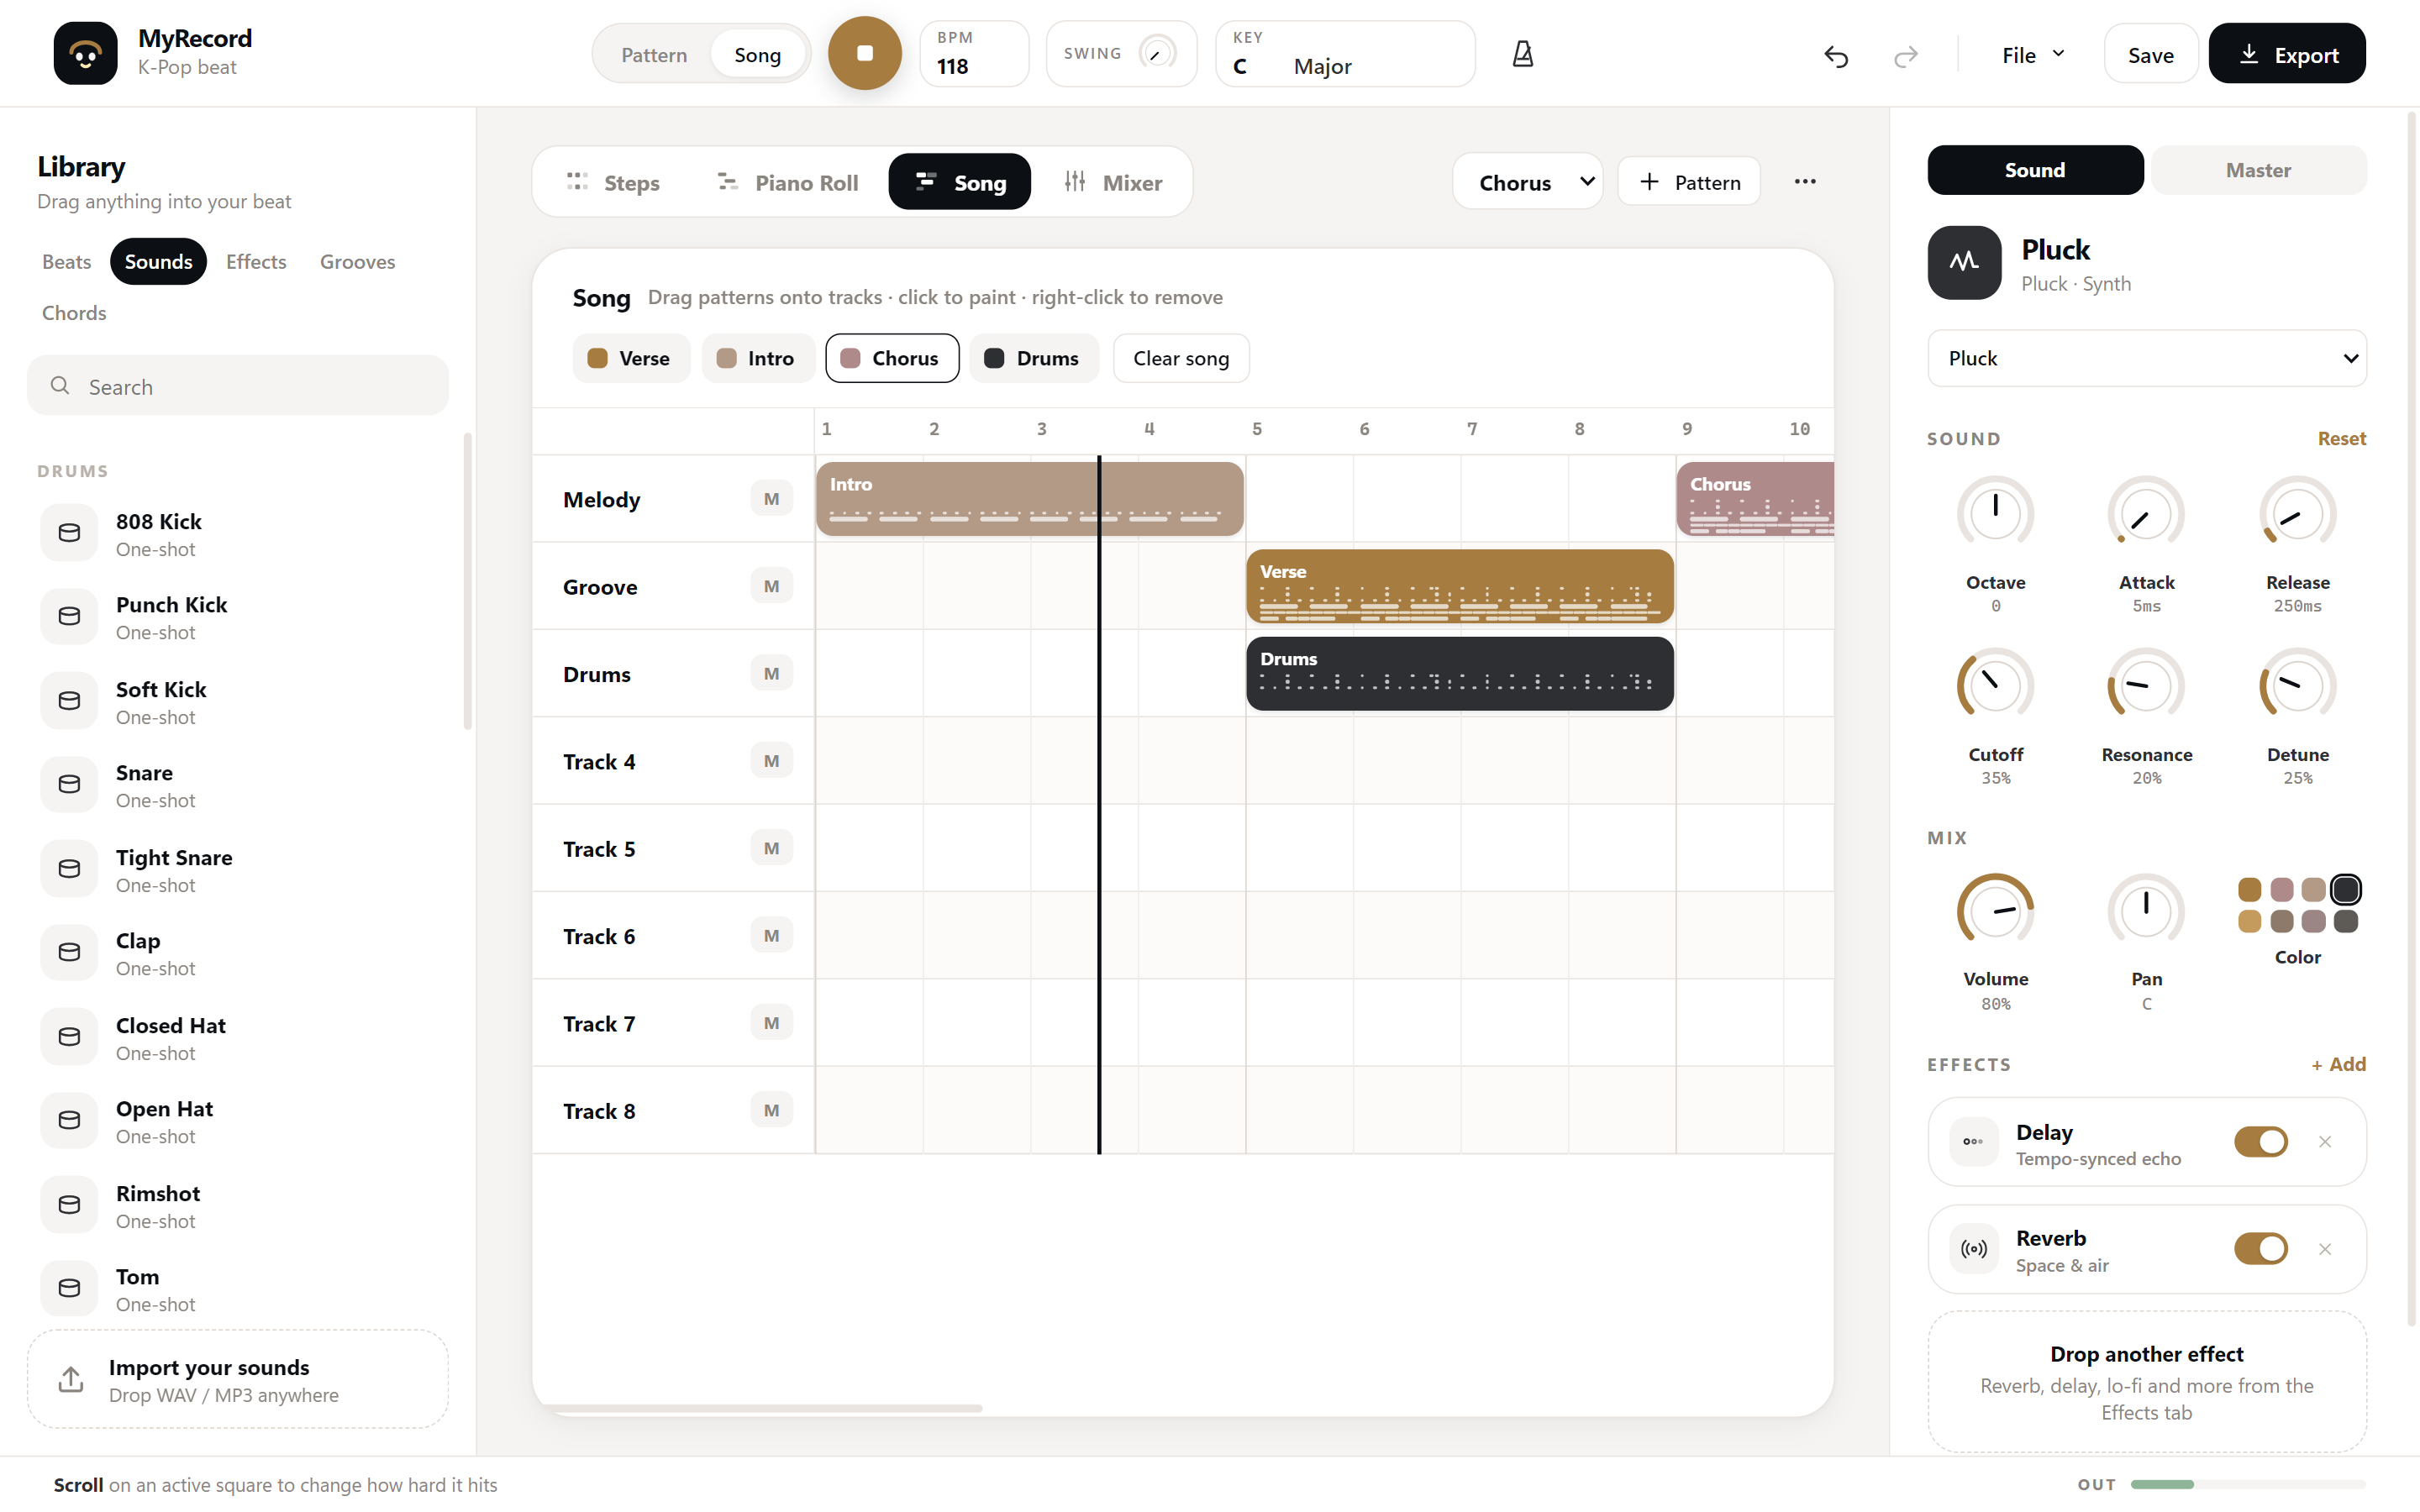 MyRecord
K-Pop beat
Pattern
Song
BPM
118
SWING
KEY
C Major
File
Save
Export
Library
Drag anything into your beat
Beats
Sounds
Effects
Grooves
Chords
Search
DRUMS
808 Kick
One-shot
Punch Kick
One-shot
Soft Kick
One-shot
Snare
One-shot
Tight Snare
One-shot
Clap
One-shot
Closed Hat
One-shot
Open Hat
One-shot
Rimshot
One-shot
Tom
One-shot
Import your sounds
Drop WAV / MP3 anywhere
Steps
Piano Roll
Song
Mixer
Chorus
Pattern
Song
Drag patterns onto tracks · click to paint · right-click to remove
Verse
Intro
Chorus
Drums
Clear song
1 2 3 4 5 6 7 8 9 10
Melody M
Intro
Chorus
Groove M
Verse
Drums M
Drums
Track 4 M
Track 5 M
Track 6 M
Track 7 M
Track 8 M
Sound
Master
Pluck
Pluck · Synth
Pluck
SOUND
Reset
Octave Attack Release
0 5ms 250ms
Cutoff Resonance Detune
35% 20% 25%
MIX
Color
Volume Pan
80% C
EFFECTS
+ Add
Delay
Tempo-synced echo
Reverb
Space & air
Drop another effect
Reverb, delay, lo-fi and more from the
Effects tab
Scroll on an active square to change how hard it hits
OUT